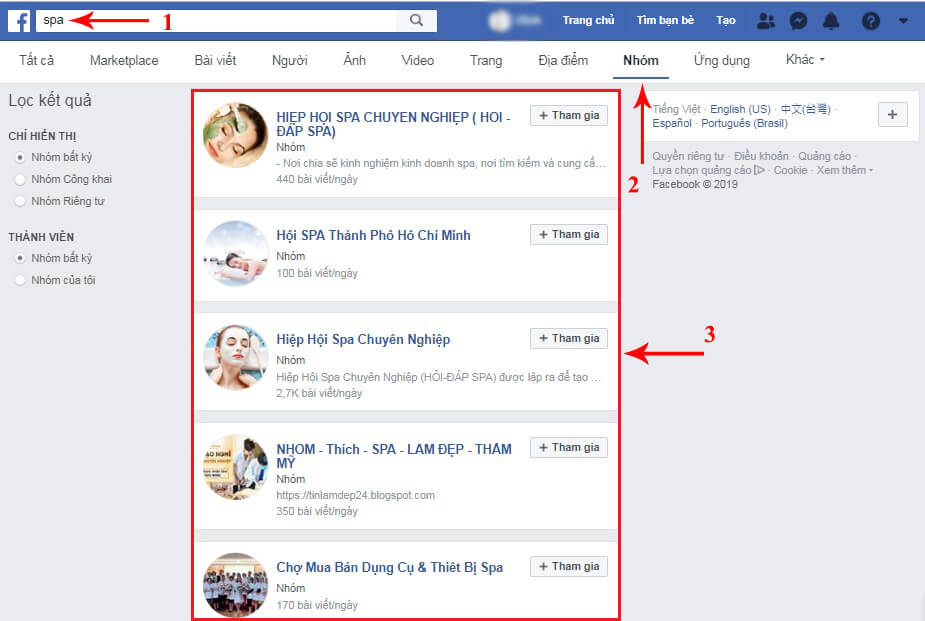 f
spa
1
Trang chủ
Tìm bạn bè
Tạo
Tất cả
Marketplace
Bài viết
Người
Ảnh
Video
Trang
Địa điểm
Nhóm
Ứng dụng
Khác
Lọc kết quả
CHỈ HIỂN THỊ
Nhóm bất kỳ
Nhóm Công khai
Nhóm Riêng tư
THÀNH VIÊN
Nhóm bất kỳ
Nhóm của tôi
HIỆP HỘI SPA CHUYÊN NGHIỆP ( HỎI -
ĐÁP SPA)
Nhóm
- Nơi chia sẽ kinh nghiệm kinh doanh spa, nơi tìm kiếm và cung cấ...
440 bài viết/ngày
+ Tham gia
Hội SPA Thành Phố Hồ Chí Minh
Nhóm
100 bài viết/ngày
+ Tham gia
Hiệp Hội Spa Chuyên Nghiệp
Nhóm
Hiệp Hội Spa Chuyên Nghiệp (HỎI-ĐÁP SPA) được lập ra để tạo ...
2,7K bài viết/ngày
+ Tham gia
NHÓM - Thích - SPA - LÀM ĐẸP - THẨM
MỸ
Nhóm
https://tinlamdep24.blogspot.com
350 bài viết/ngày
+ Tham gia
Chợ Mua Bán Dụng Cụ & Thiết Bị Spa
Nhóm
170 bài viết/ngày
+ Tham gia
2
3
Tiếng Việt · English (US) · 中文(台灣) ·
Español · Português (Brasil)
+
Quyền riêng tư · Điều khoản · Quảng cáo ·
Lựa chọn quảng cáo · Cookie · Xem thêm
Facebook © 2019